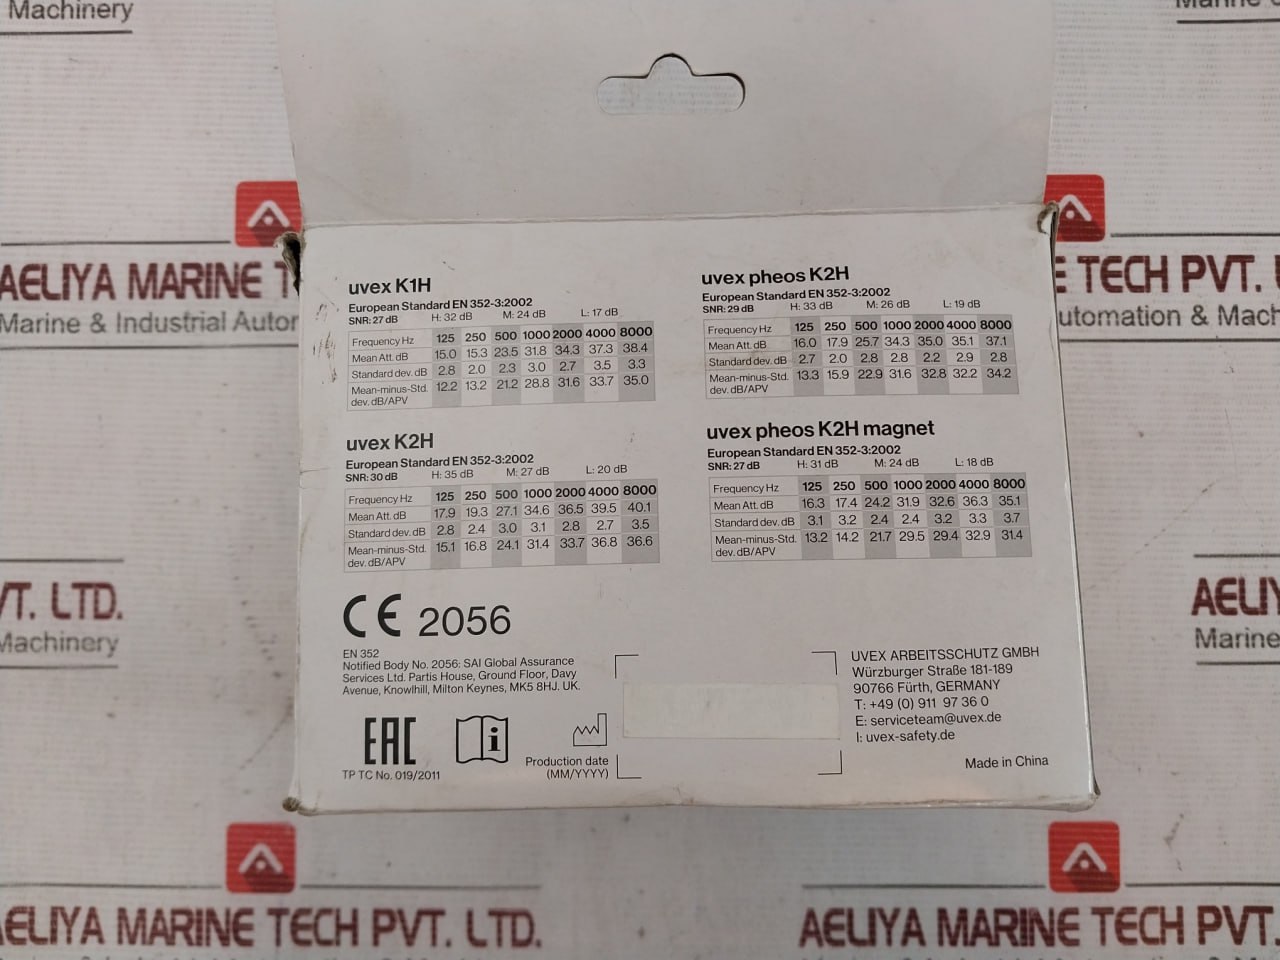 Machinery
uvex K1H
European Standard EN 352-3:2002
SNR: 27 dB H: 32 dB M: 24 dB L: 17 dB
Frequency Hz 125 250 500 1000 2000 4000 8000
Mean Att. dB 15.0 15.3 23.5 31.8 34.3 37.3 38.4
Standard dev. dB 2.8 2.0 2.3 3.0 2.7 3.5 3.3
Mean-minus-Std. 12.2 13.2 21.2 28.8 31.6 33.7 35.0
dev. dB/APV
uvex pheos K2H
European Standard EN 352-3:2002
SNR: 29 dB H: 33 dB M: 26 dB L: 19 dB
Frequency Hz 125 250 500 1000 2000 4000 8000
Mean Att. dB 16.0 17.9 25.7 34.3 35.0 35.1 37.1
Standard dev. dB 2.7 2.0 2.8 2.8 2.2 2.9 2.8
Mean-minus-Std. 13.3 15.9 22.9 31.6 32.8 32.2 34.2
dev. dB/APV
uvex K2H
European Standard EN 352-3:2002
SNR: 30 dB H: 35 dB M: 27 dB L: 20 dB
Frequency Hz 125 250 500 1000 2000 4000 8000
Mean Att. dB 17.9 19.3 27.1 34.6 36.5 39.5 40.1
Standard dev. dB 2.8 2.4 3.0 3.1 2.8 2.7 3.5
Mean-minus-Std. 15.1 16.8 24.1 31.4 33.7 36.8 36.6
dev. dB/APV
uvex pheos K2H magnet
European Standard EN 352-3:2002
SNR: 27 dB H: 31 dB M: 24 dB L: 18 dB
Frequency Hz 125 250 500 1000 2000 4000 8000
Mean Att. dB 16.3 17.4 24.2 31.9 32.6 36.3 35.1
Standard dev. dB 3.1 3.2 2.4 2.4 3.2 3.3 3.7
Mean-minus-Std. 13.2 14.2 21.7 29.5 29.4 32.9 31.4
dev. dB/APV
CE 2056
EN 352
Notified Body No. 2056: SAI Global Assurance
Services Ltd. Partis House, Ground Floor, Davy
Avenue, Knowlhill, Milton Keynes, MK5 8HJ. UK.
EAC
TP TC No. 019/2011
i
Production date
(MM/YYYY)
UVEX ARBEITSSCHUTZ GMBH
Würzburger Straße 181-189
90766 Fürth, GERMANY
T: +49 (0) 911 97 36 0
E: serviceteam@uvex.de
I: uvex-safety.de
Made in China
AELIYA MARINE T
Marine & Industrial Autor
E TECH PVT.
utomation & Mach
VT. LTD.
Machinery
AELIY
Marine
AELIYA MARINE TECH PVT. LTD.
AELIYA MARINE TECH PVT.